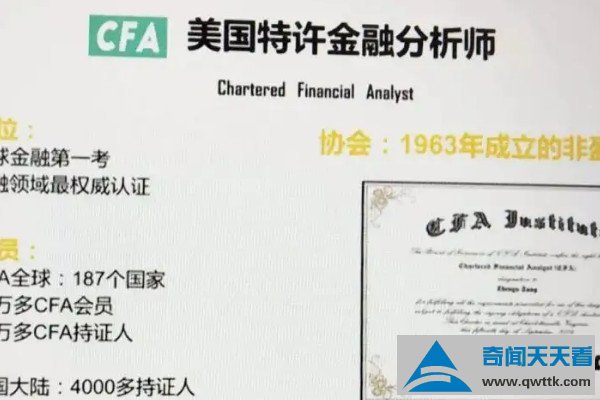 CFA 美国特许金融分析师
Chartered Financial Analyst
位：
球金融第一考
融领域最权威认证
员：
A全球：187个国家
万多CFA会员
万多CFA持证人
国大陆：4000多持证人
协会：1963年成立的非盈
CFA Institut
Chartered Financial Analyst (CFA)
奇闻天天看
www.qwttk.com